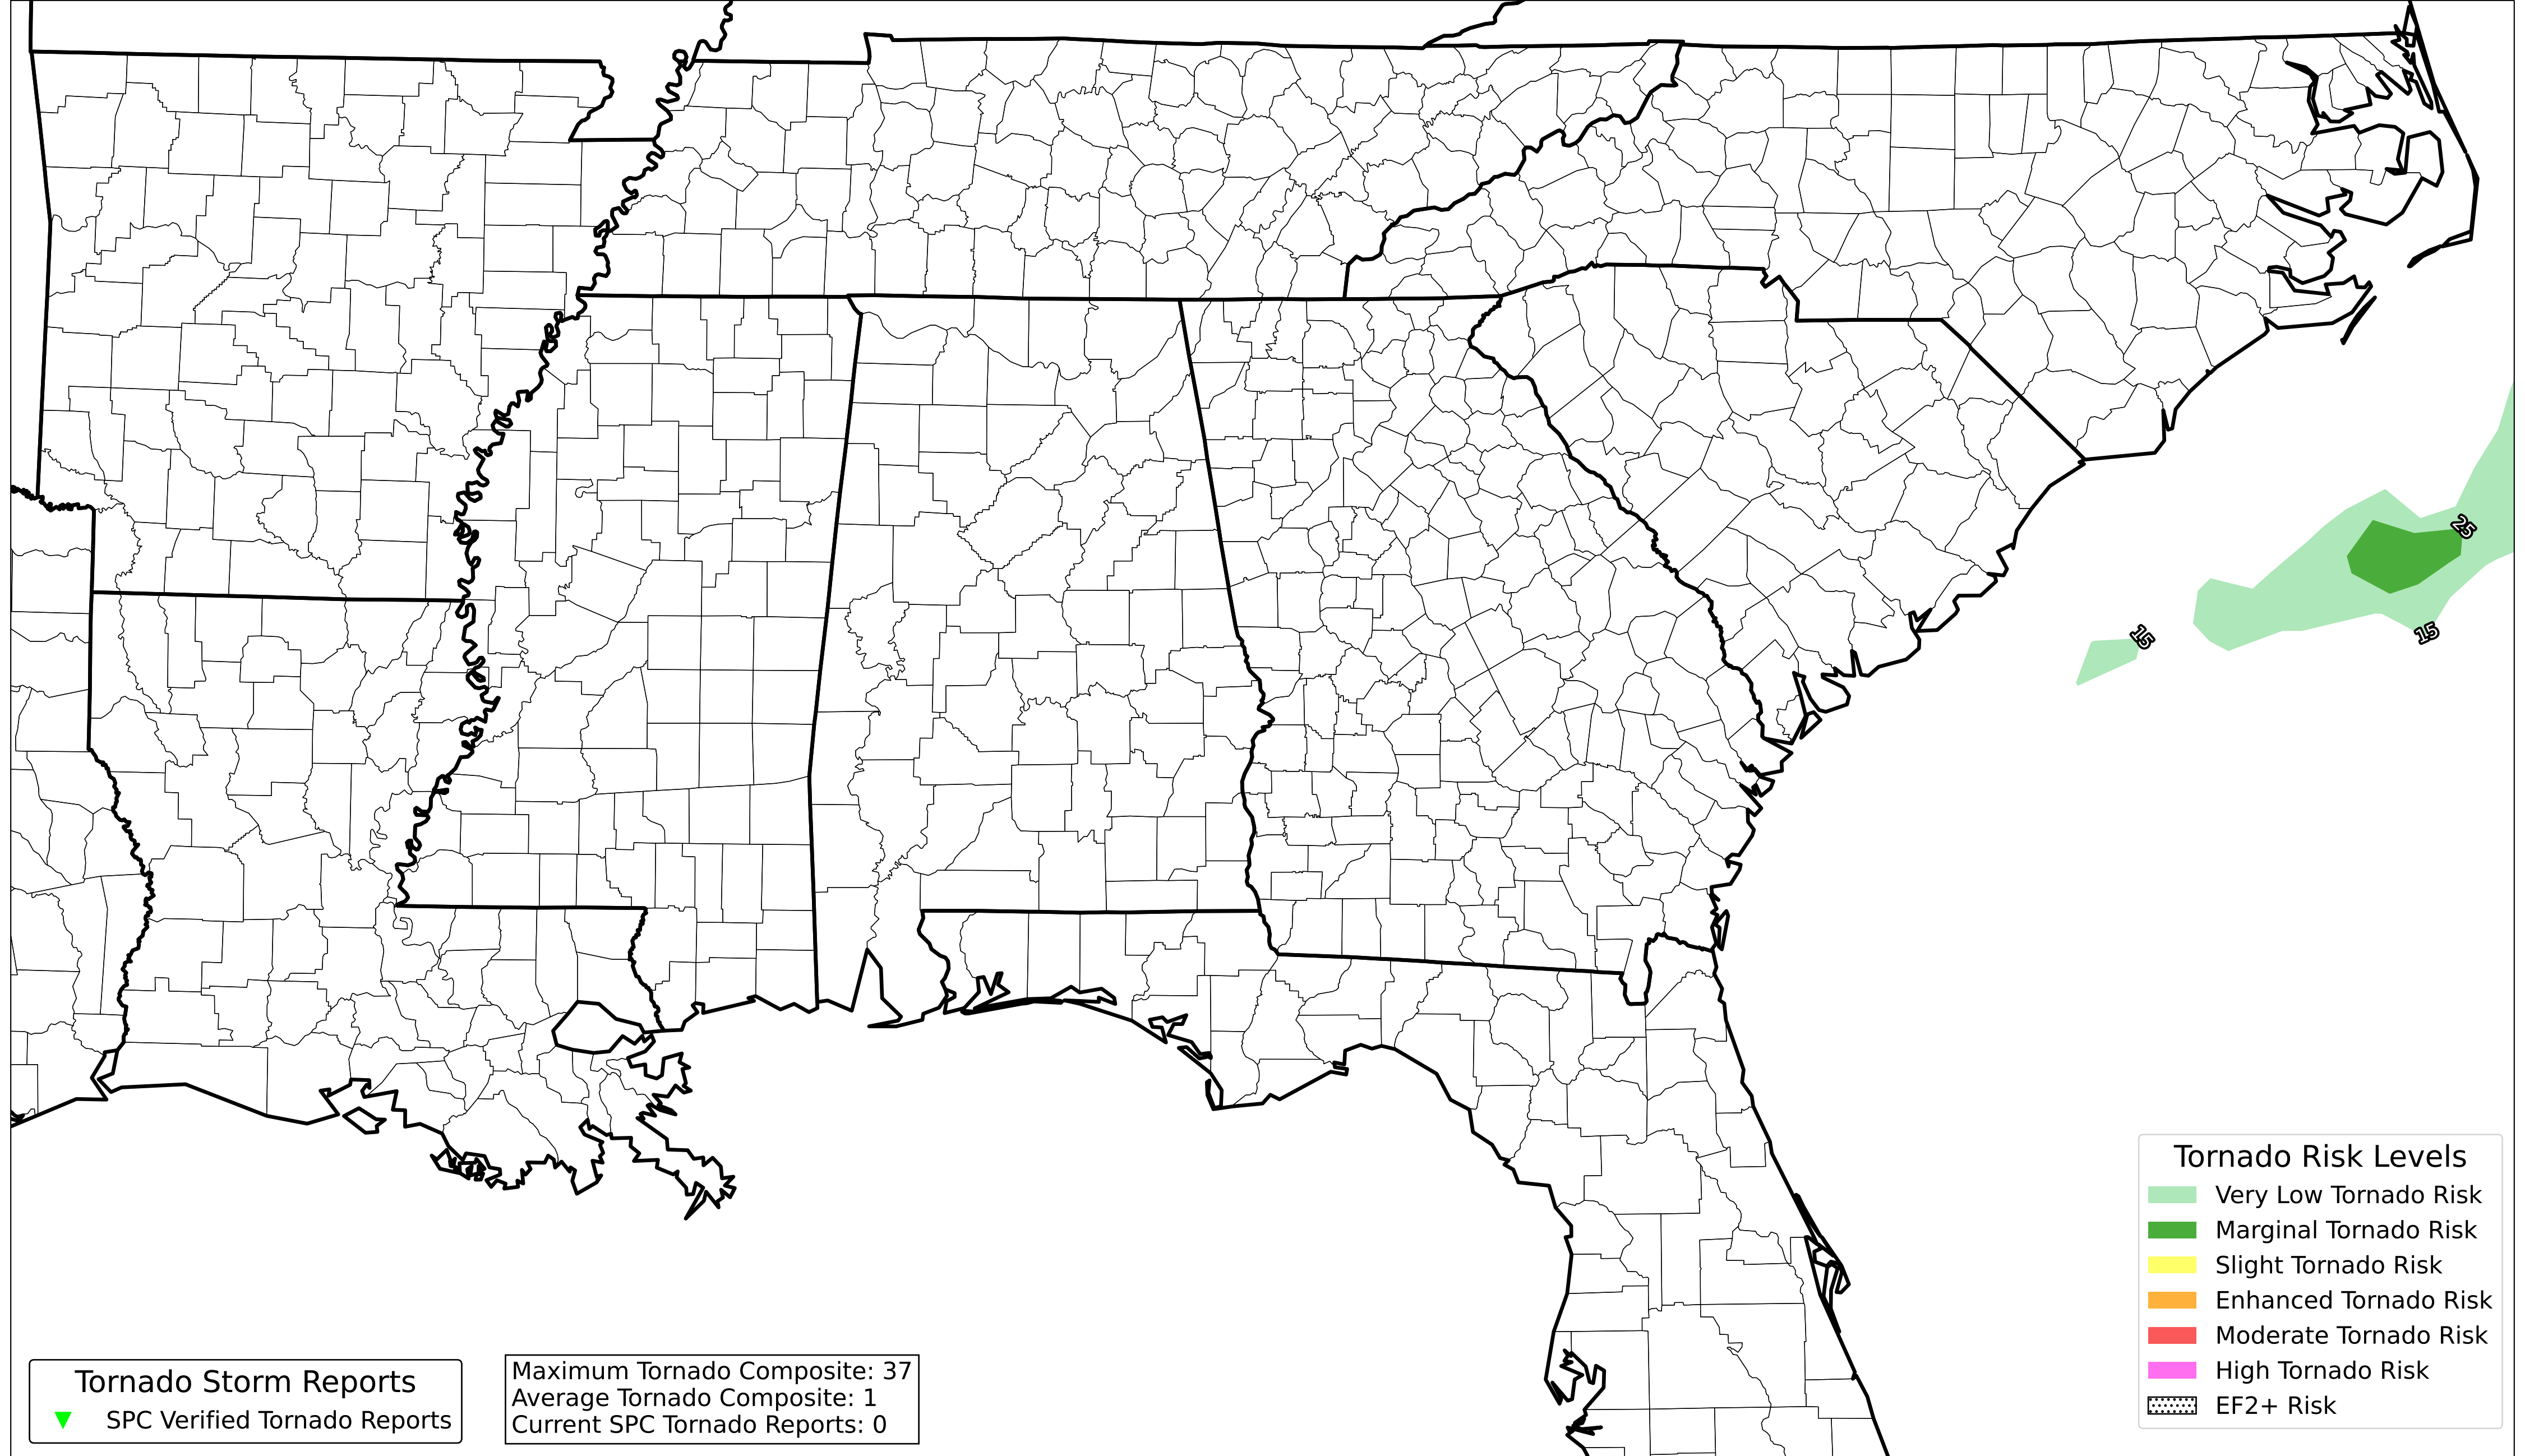 25
15
15
Tornado Risk Levels
Very Low Tornado Risk
Marginal Tornado Risk
Slight Tornado Risk
Enhanced Tornado Risk
Moderate Tornado Risk
High Tornado Risk
EF2+ Risk
Tornado Storm Reports
SPC Verified Tornado Reports
Maximum Tornado Composite: 37
Average Tornado Composite: 1
Current SPC Tornado Reports: 0